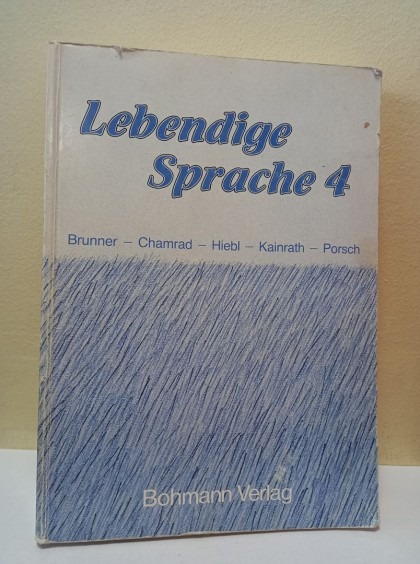 Lebendige
Sprache 4
Brunner – Chamrad – Hiebl – Kainrath – Porsch
Bohmann Verlag